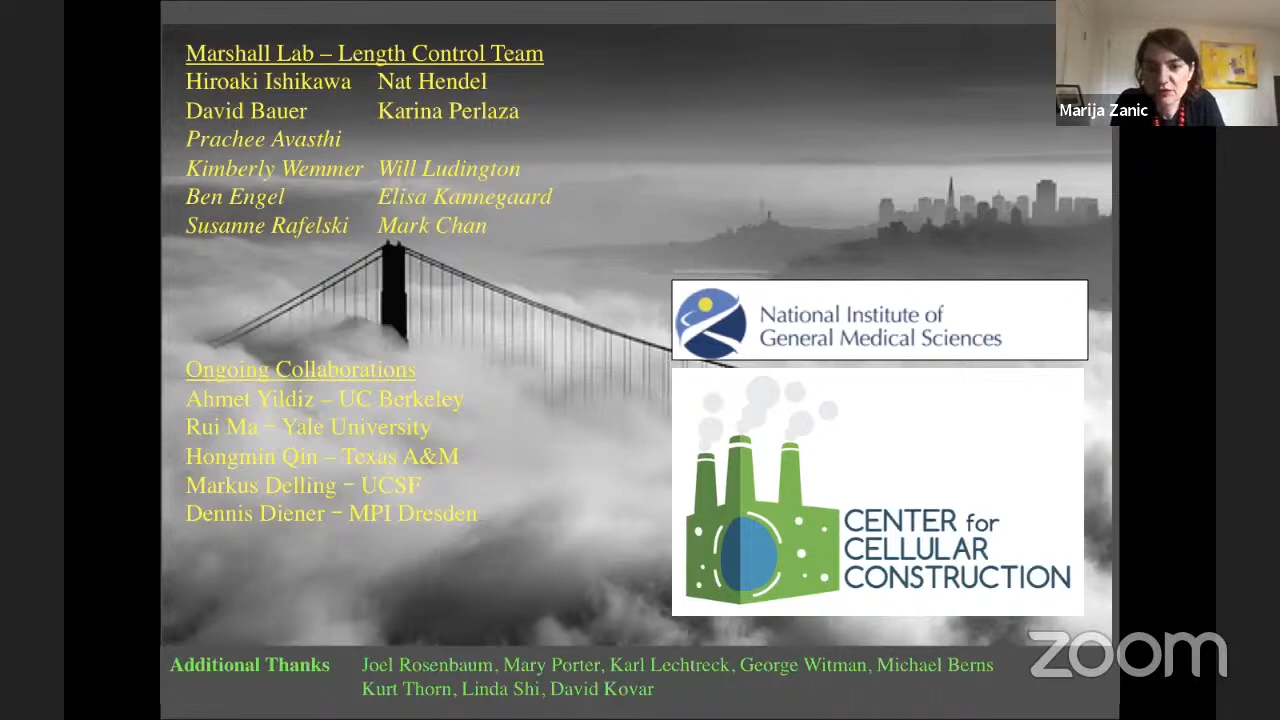 Marshall Lab – Length Control Team
Hiroaki Ishikawa Nat Hendel
David Bauer Karina Perlaza
Prachee Avasthi
Kimberly Wemmer Will Ludington
Ben Engel Elisa Kannegaard
Susanne Rafelski Mark Chan
Ongoing Collaborations
Ahmet Yildiz – UC Berkeley
Rui Ma – Yale University
Hongmin Qin – Texas A&M
Markus Delling – UCSF
Dennis Diener – MPI Dresden
Marija Zanic
National Institute of
General Medical Sciences
CENTER for
CELLULAR
CONSTRUCTION
zoom
Additional Thanks Joel Rosenbaum, Mary Porter, Karl Lechtreck, George Witman, Michael Berns
Kurt Thorn, Linda Shi, David Kovar